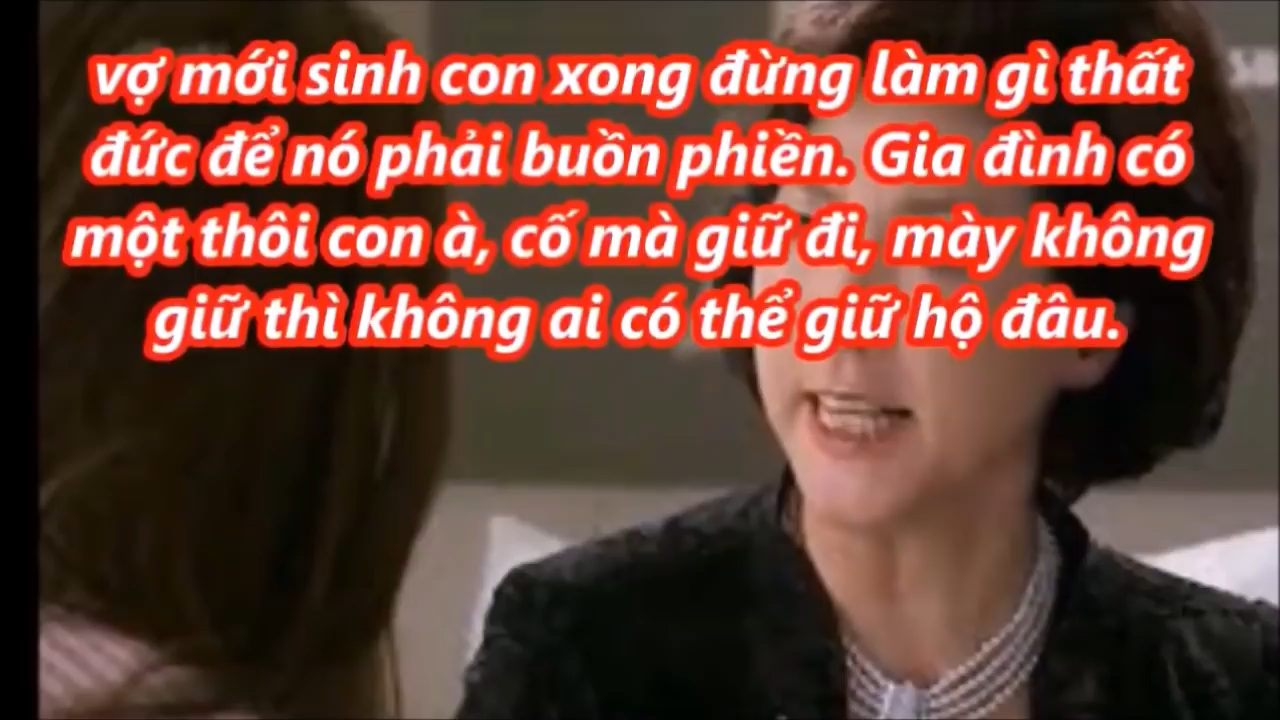 vợ mới sinh con xong đừng làm gì thất
đức để nó phải buồn phiền. Gia đình có
một thôi con à, cố mà giữ đi, mày không
giữ thì không ai có thể giữ hộ đâu.